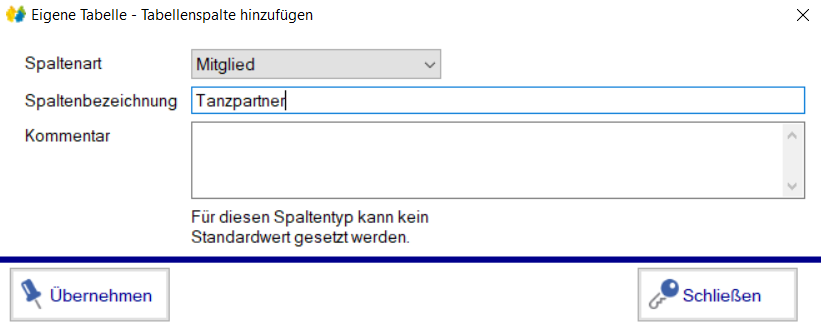 Eigene Tabelle - Tabellenspalte hinzufügen
Spaltenart Mitglied
Spaltenbezeichnung Tanzpartner
Kommentar
Für diesen Spaltentyp kann kein
Standardwert gesetzt werden.
Übernehmen Schließen